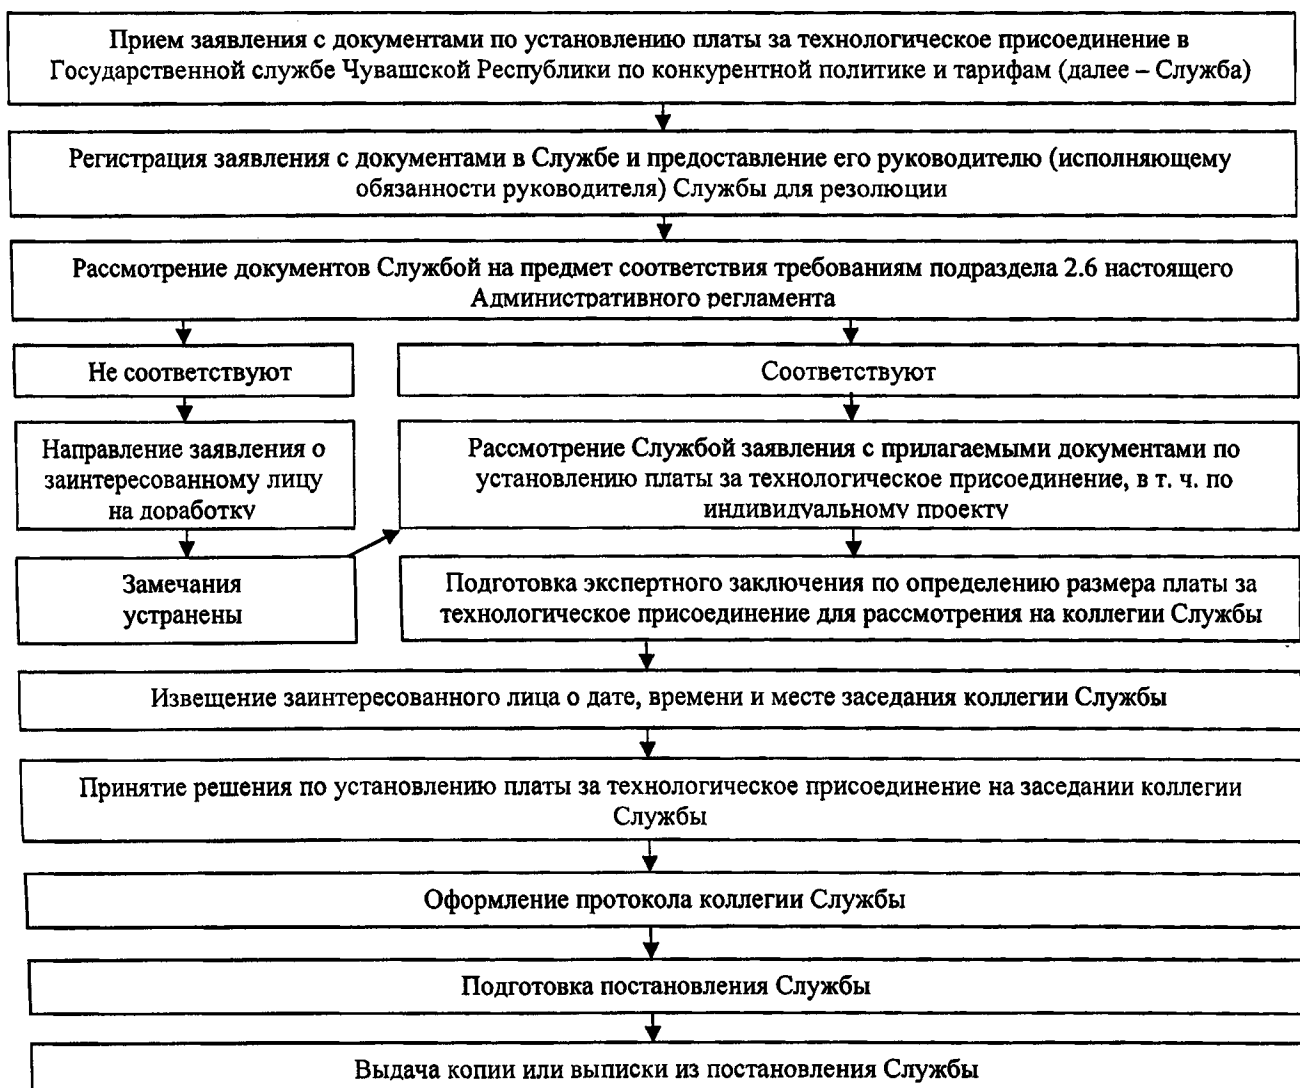 Прием заявления с документами по установлению платы за технологическое присоединение в
Государственной службе Чувашской Республики по конкурентной политике и тарифам (далее – Служба)
Регистрация заявления с документами в Службе и предоставление его руководителю (исполняющему
обязанности руководителя) Службы для резолюции
Рассмотрение документов Службой на предмет соответствия требованиям подраздела 2.6 настоящего
Административного регламента
Не соответствуют
Соответствуют
Направление заявления о
заинтересованному лицу
на доработку
Рассмотрение Службой заявления с прилагаемыми документами по
установлению платы за технологическое присоединение, в т. ч. по
индивидуальному проекту
Замечания
устранены
Подготовка экспертного заключения по определению размера платы за
технологическое присоединение для рассмотрения на коллегии Службы
Извещение заинтересованного лица о дате, времени и месте заседания коллегии Службы
Принятие решения по установлению платы за технологическое присоединение на заседании коллегии
Службы
Оформление протокола коллегии Службы
Подготовка постановления Службы
Выдача копии или выписки из постановления Службы